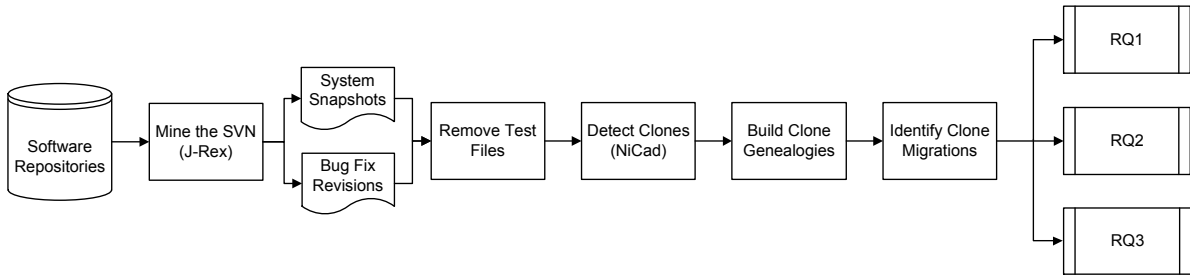 Software
Repositories
Mine the SVN
(J-Rex)
System
Snapshots
Bug Fix
Revisions
Remove Test
Files
Detect Clones
(NiCad)
Build Clone
Genealogies
Identify Clone
Migrations
RQ1
RQ2
RQ3